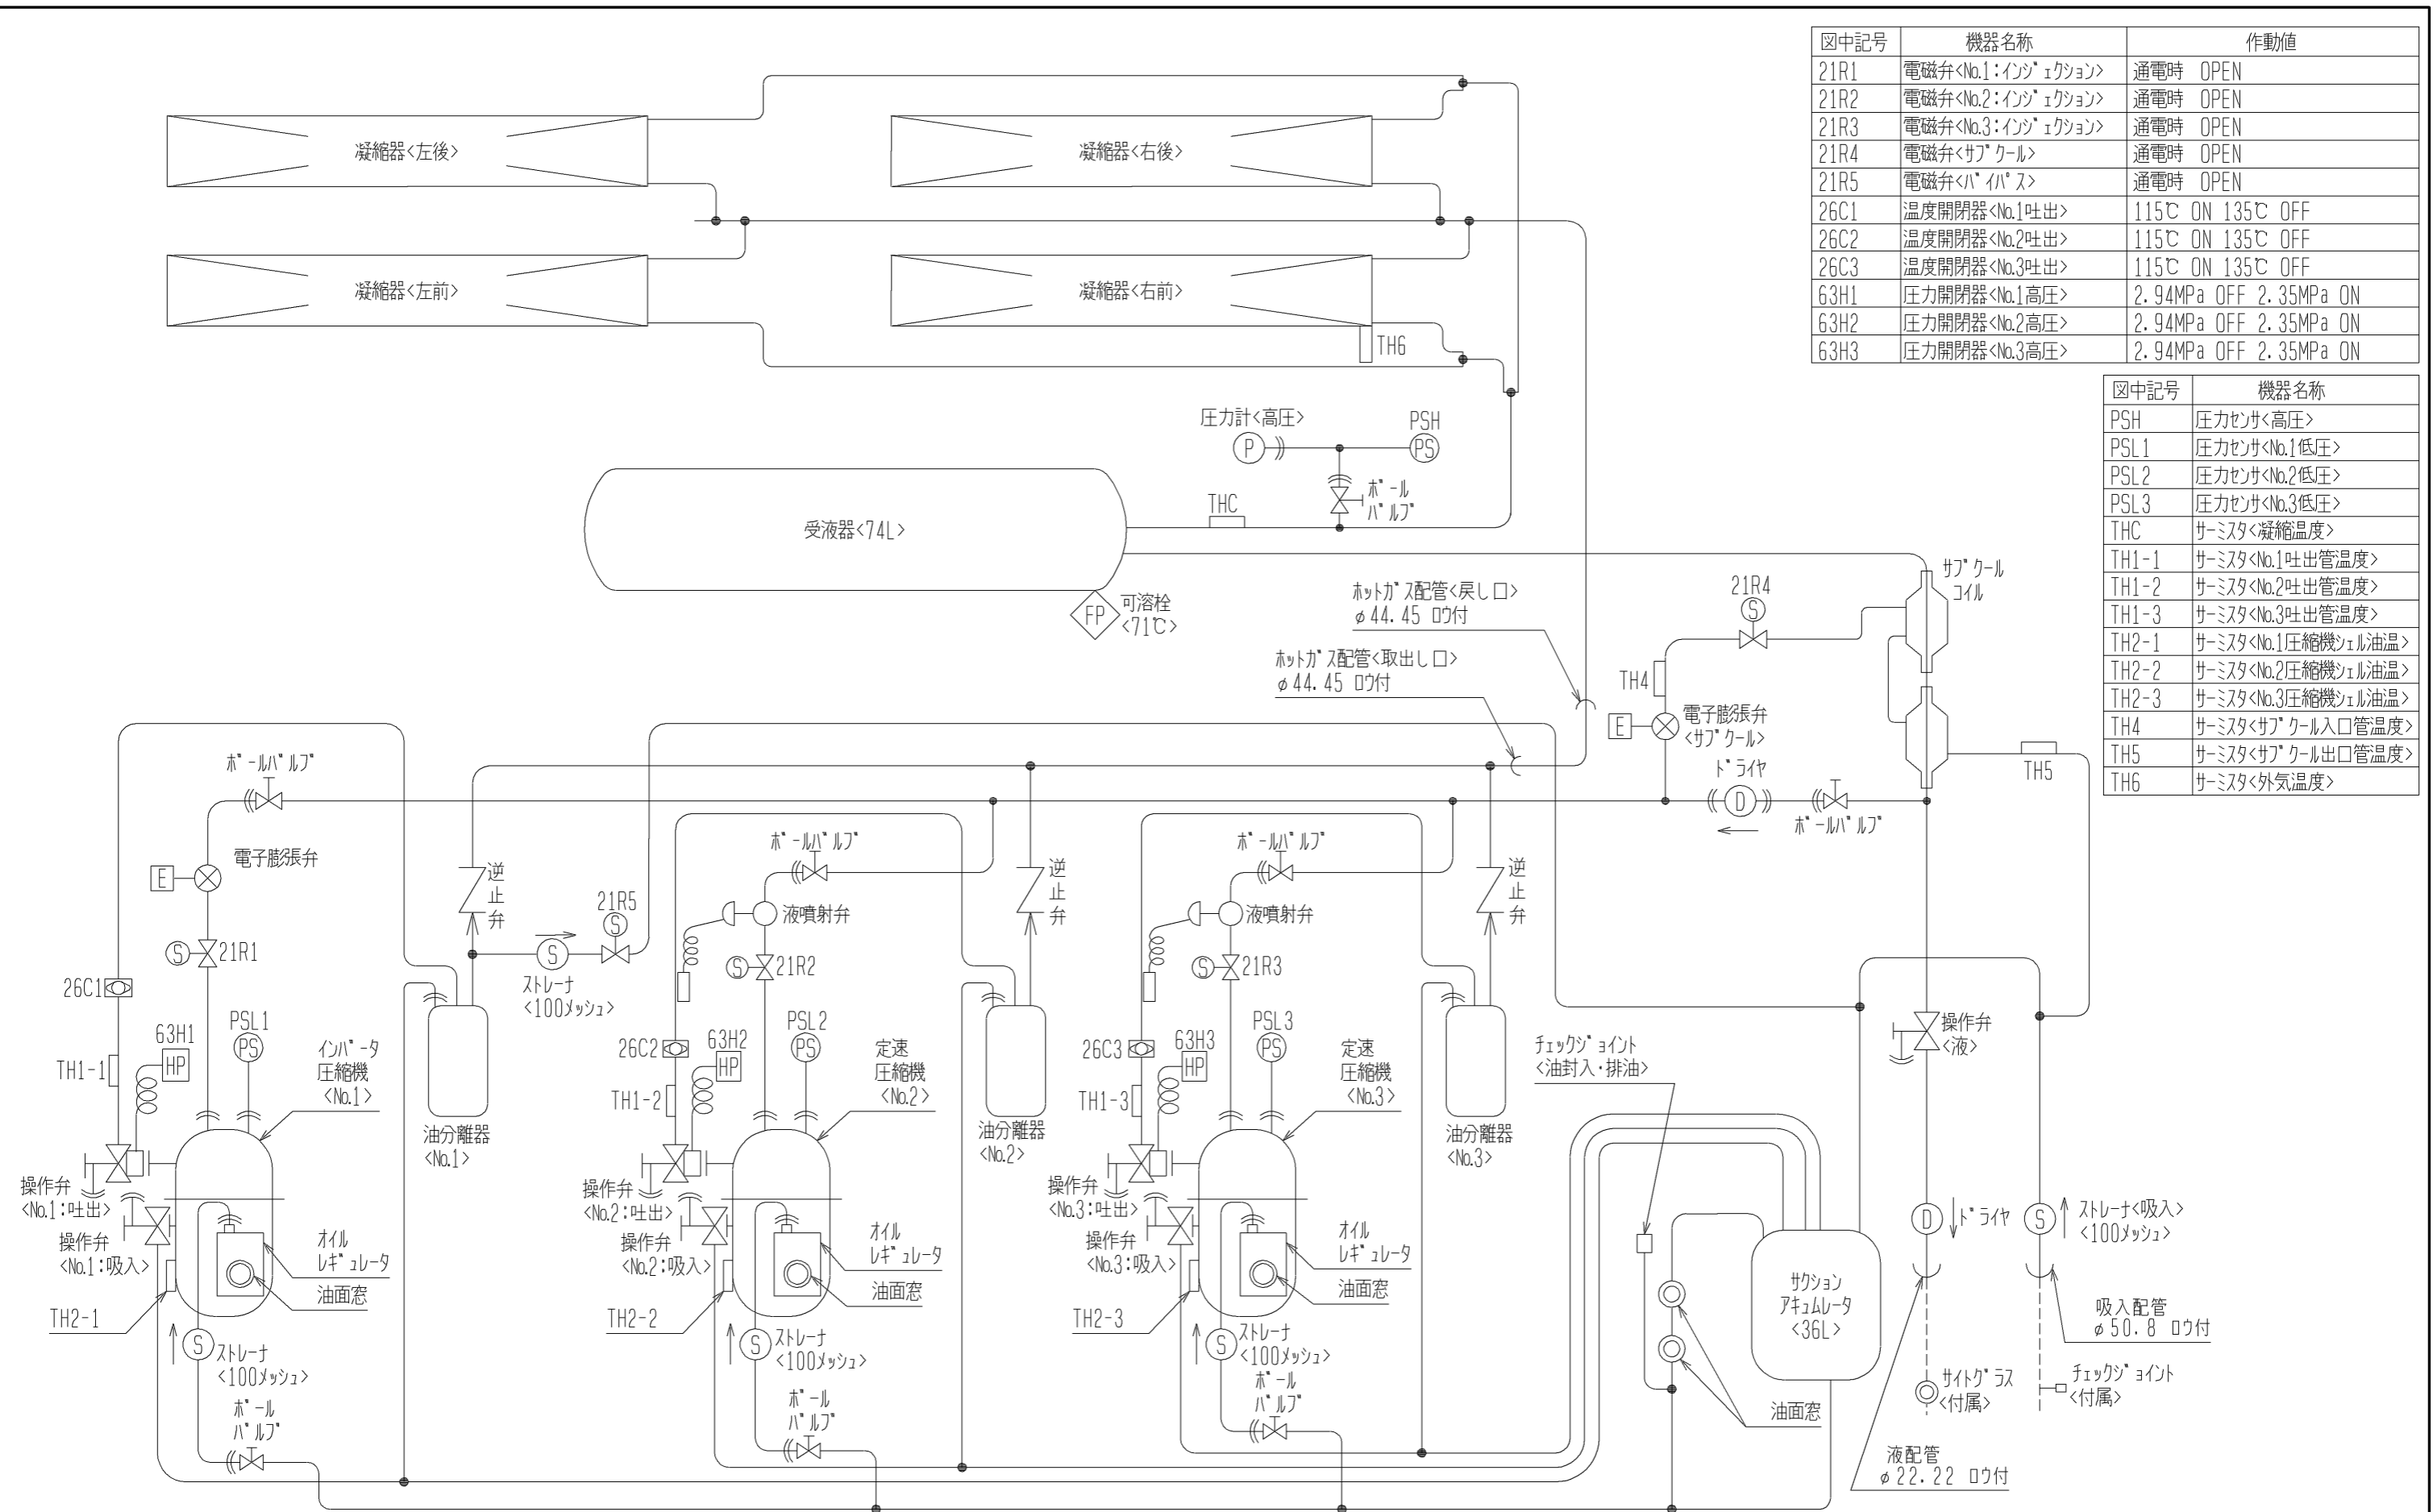 図中記号 機器名称 作動値
21R1 電磁弁<No.1:インジェクション> 通電時 OPEN
21R2 電磁弁<No.2:インジェクション> 通電時 OPEN
21R3 電磁弁<No.3:インジェクション> 通電時 OPEN
21R4 電磁弁<サブクール> 通電時 OPEN
21R5 電磁弁<バイパス> 通電時 OPEN
26C1 温度開閉器<No.1吐出> 115℃ ON 135℃ OFF
26C2 温度開閉器<No.2吐出> 115℃ ON 135℃ OFF
26C3 温度開閉器<No.3吐出> 115℃ ON 135℃ OFF
63H1 圧力開閉器<No.1高圧> 2.94MPa OFF 2.35MPa ON
63H2 圧力開閉器<No.2高圧> 2.94MPa OFF 2.35MPa ON
63H3 圧力開閉器<No.3高圧> 2.94MPa OFF 2.35MPa ON
図中記号 機器名称
PSH 圧力センサ<高圧>
PSL1 圧力センサ<No.1低圧>
PSL2 圧力センサ<No.2低圧>
PSL3 圧力センサ<No.3低圧>
THC サーミスタ<凝縮温度>
TH1-1 サーミスタ<No.1吐出管温度>
TH1-2 サーミスタ<No.2吐出管温度>
TH1-3 サーミスタ<No.3吐出管温度>
TH2-1 サーミスタ<No.1圧縮機シェル油温>
TH2-2 サーミスタ<No.2圧縮機シェル油温>
TH2-3 サーミスタ<No.3圧縮機シェル油温>
TH4 サーミスタ<サブクール入口管温度>
TH5 サーミスタ<サブクール出口管温度>
TH6 サーミスタ<外気温度>
凝縮器<左後>
凝縮器<右後>
凝縮器<左前>
凝縮器<右前>
TH6
圧力計<高圧>
P
PSH
PS
ボール
バルブ
THC
受液器<74L>
FP
可溶栓
<71℃>
ホットガス配管<戻し口>
φ44.45 ロウ付
ホットガス配管<取出し口>
φ44.45 ロウ付
21R4
S
サブクール
コイル
TH4
E
電子膨張弁
<サブクール>
TH5
ドライヤ
D
ボールバルブ
ボールバルブ
E
電子膨張弁
S
21R1
26C1
TH1-1
63H1
HP
PSL1
PS
インバータ
圧縮機
<No.1>
逆
止
弁
21R5
S
S
ストレーナ
<100メッシュ>
油分離器
<No.1>
操作弁
<No.1:吐出>
操作弁
<No.1:吸入>
オイル
レギュレータ
油面窓
TH2-1
S
ストレーナ
<100メッシュ>
ボール
バルブ
ボールバルブ
液噴射弁
S
21R2
26C2
TH1-2
63H2
HP
PSL2
PS
定速
圧縮機
<No.2>
逆
止
弁
油分離器
<No.2>
操作弁
<No.2:吐出>
操作弁
<No.2:吸入>
オイル
レギュレータ
油面窓
TH2-2
S
ストレーナ
<100メッシュ>
ボール
バルブ
ボールバルブ
液噴射弁
S
21R3
26C3
TH1-3
63H3
HP
PSL3
PS
定速
圧縮機
<No.3>
逆
止
弁
油分離器
<No.3>
操作弁
<No.3:吐出>
操作弁
<No.3:吸入>
オイル
レギュレータ
油面窓
TH2-3
S
ストレーナ
<100メッシュ>
ボール
バルブ
チェックジョイント
<油封入・排油>
油面窓
サクション
アキュムレータ
<36L>
操作弁
<液>
D
ドライヤ
S
ストレーナ<吸入>
<100メッシュ>
吸入配管
φ50.8 ロウ付
サイトグラス
<付属>
チェックジョイント
<付属>
液配管
φ22.22 ロウ付